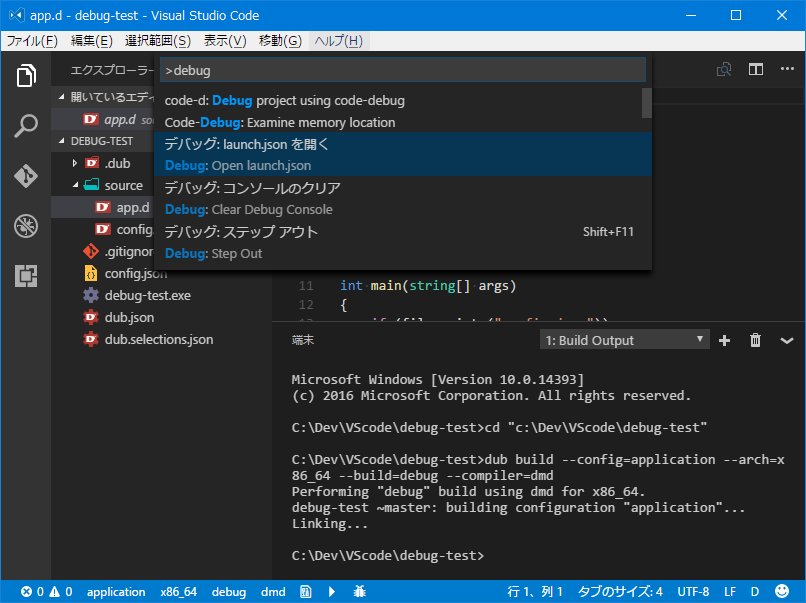 app.d - debug-test - Visual Studio Code
ファイル(F) 編集(E) 選択範囲(S) 表示(V) 移動(G) ヘルプ(H)
エクスプローラー
>debug
code-d: Debug project using code-debug
Code-Debug: Examine memory location
デバッグ: launch.json を開く
Debug: Open launch.json
デバッグ: コンソールのクリア
Debug: Clear Debug Console
デバッグ: ステップ アウト Shift+F11
Debug: Step Out
開いているエディ
app.d
DEBUG-TEST
.dub
source
app.d
config.
.gitignor
config.json
debug-test.exe
dub.json
dub.selections.json
11 int main(string[] args)
12 {
端末 1: Build Output
Microsoft Windows [Version 10.0.14393]
(c) 2016 Microsoft Corporation. All rights reserved.
C:\Dev\VScode\debug-test>cd "c:\Dev\VScode\debug-test"
C:\Dev\VScode\debug-test>dub build --config=application --arch=x
86_64 --build=debug --compiler=dmd
Performing "debug" build using dmd for x86_64.
debug-test ~master: building configuration "application"...
Linking...
C:\Dev\VScode\debug-test>
0 0 application x86_64 debug dmd 行 1、列 1 タブのサイズ: 4 UTF-8 LF D